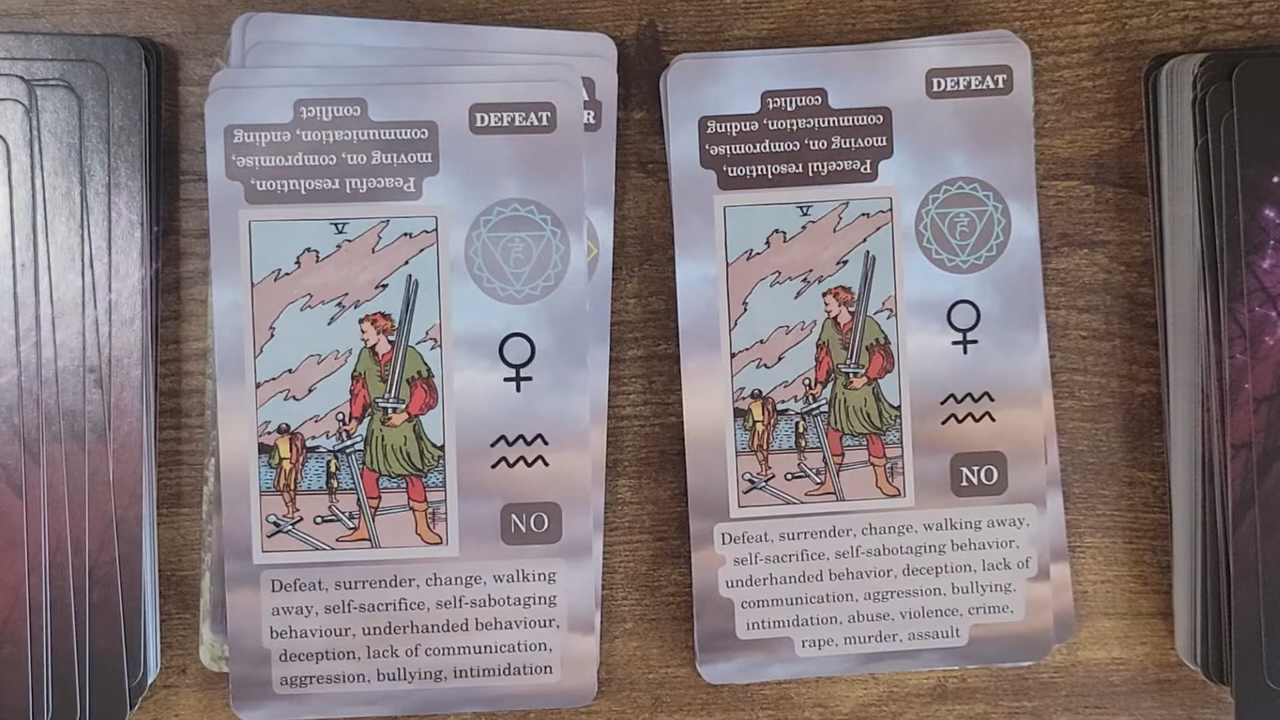 DEFEAT
A
R
Peaceful resolution,
moving on, compromise,
communication, ending
conflict
V
NO
Defeat, surrender, change, walking
away, self-sacrifice, self-sabotaging
behaviour, underhanded behaviour,
deception, lack of communication,
aggression, bullying, intimidation
DEFEAT
Peaceful resolution,
moving on, compromise,
communication, ending
conflict
V
NO
Defeat, surrender, change, walking away,
self-sacrifice, self-sabotaging behavior,
underhanded behavior, deception, lack of
communication, aggression, bullying,
intimidation, abuse, violence, crime,
rape, murder, assault